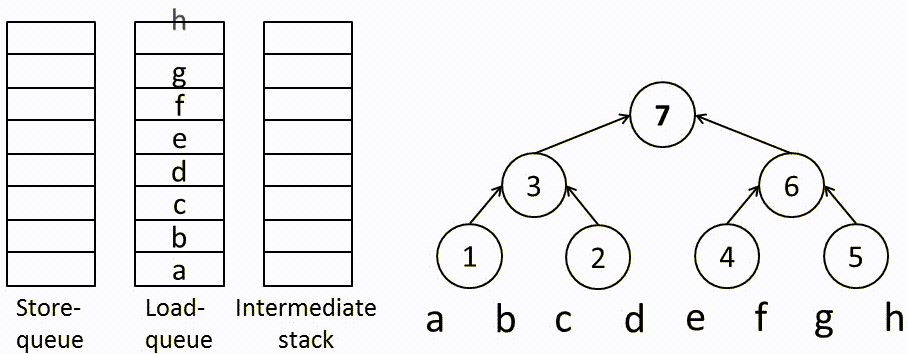 h
g
f
e
d
c
b
a
Store-
queue
Load-
queue
Intermediate
stack
7
3
6
1
2
4
5
a b c d e f g h